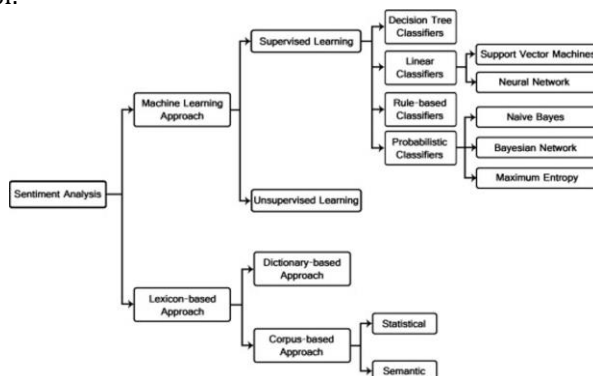 Decision Tree
Classifiers
Supervised Learning
Linear
Classifiers
Support Vector Machines
Neural Network
Machine Learning
Approach
Rule-based
Classifiers
Naive Bayes
Probabilistic
Classifiers
Bayesian Network
Maximum Entropy
Sentiment Analysis
Unsupervised Learning
Dictionary-based
Approach
Lexicon-based
Approach
Statistical
Corpus-based
Approach
Semantic